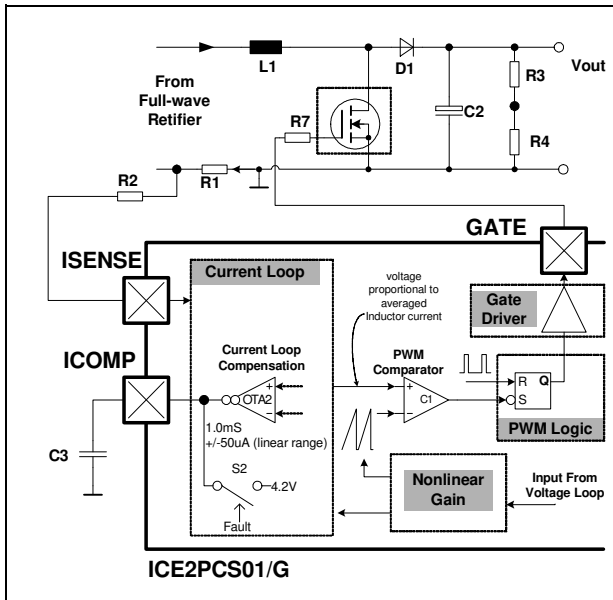 L1
D1
From
Full-wave
Retifier
R7
C2
R3
Vout
R4
R2
R1
GATE
ISENSE
Current Loop
voltage
proportional to
averaged
Inductor current
Gate
Driver
ICOMP
Current Loop
Compensation
PWM
Comparator
+
OTA2
-
+
C1
-
R Q
S
PWM Logic
1.0mS
+/-50uA (linear range)
C3
S2
4.2V
Fault
Nonlinear
Gain
Input From
Voltage Loop
ICE2PCS01/G